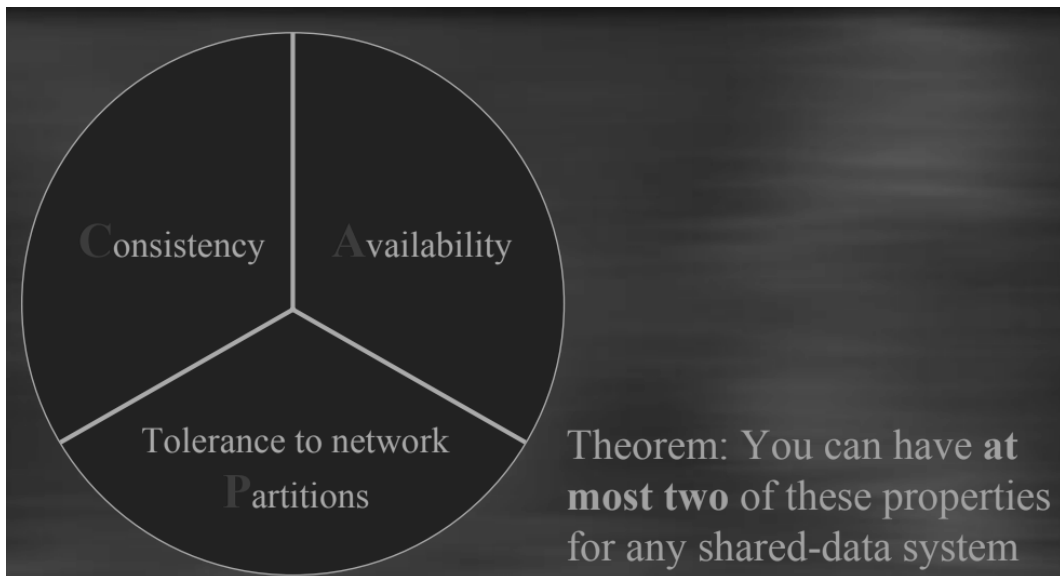 Consistency
Availability
Tolerance to network
Partitions
Theorem: You can have at
most two of these properties
for any shared-data system